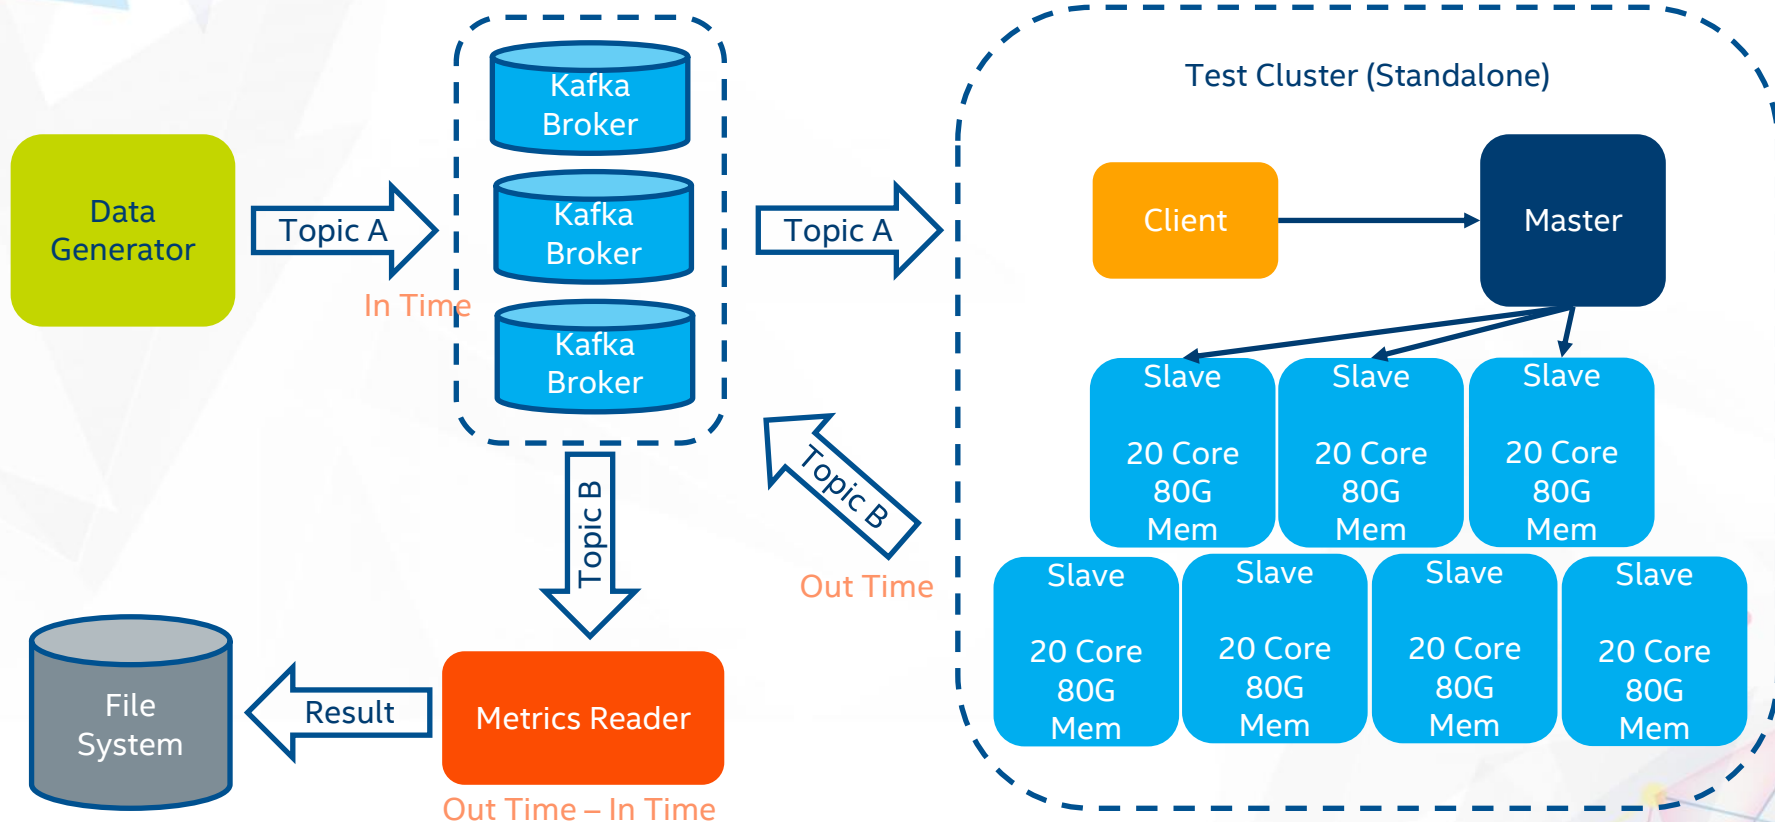 Data
Generator
Topic A
In Time
Kafka
Broker
Kafka
Broker
Kafka
Broker
Topic A
Topic B
Out Time
Topic B
Metrics Reader
Out Time – In Time
Result
File
System
Test Cluster (Standalone)
Client
Master
Slave
20 Core
80G
Mem
Slave
20 Core
80G
Mem
Slave
20 Core
80G
Mem
Slave
20 Core
80G
Mem
Slave
20 Core
80G
Mem
Slave
20 Core
80G
Mem
Slave
20 Core
80G
Mem